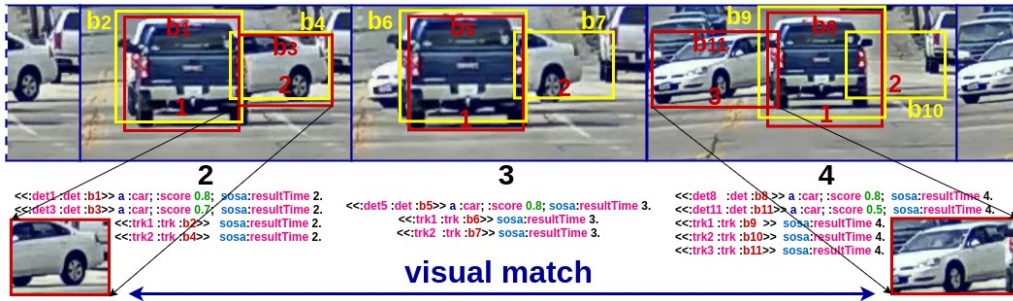 b2 b1 b4 b3 2 1
b6 b5 b7 2 1
b9 b8 b11 2 3 b10 1
2
<<:det1 :det :b1>> a :car; :score 0.8; sosa:resultTime 2.
<<:det3 :det :b3>> a :car; :score 0.7; sosa:resultTime 2.
<<:trk1 :trk :b2>> sosa:resultTime 2.
<<:trk2 :trk :b4>> sosa:resultTime 2.
3
<<:det5 :det :b5>> a :car; :score 0.8; sosa:resultTime 3.
<<:trk1 :trk :b6>> sosa:resultTime 3.
<<:trk2 :trk :b7>> sosa:resultTime 3.
4
<<:det8 :det :b8 >> a :car; :score 0.8; sosa:resultTime 4.
<<:det11 :det :b11>> a :car; :score 0.5; sosa:resultTime 4.
<<:trk1 : trk :b9 >> sosa:resultTime 4.
<<:trk2 : trk :b10>> sosa:resultTime 4.
<<:trk3 : trk :b11>> sosa:resultTime 4.
visual match